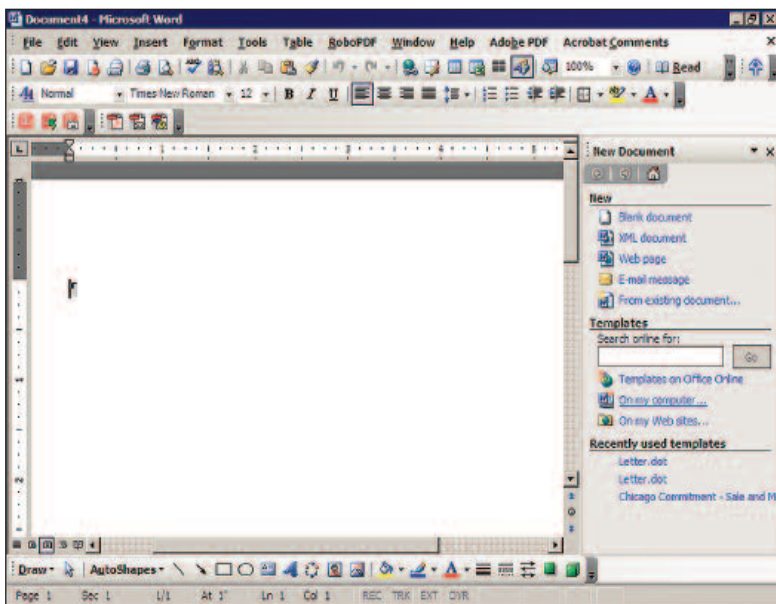 Document4 - Microsoft Word
File Edit View Insert Format Tools Table RoboPDF Window Help Adobe PDF Acrobat Comments
100% Read
Normal Times New Roman 12 B I U
New Document
New
Blank document
XML document
Web page
E-mail message
From existing document...
Templates
Search online for:
Go
Templates on Office Online
On my computer...
On my Web sites...
Recently used templates
Letter.dot
Letter.dot
Chicago Commitment - Sale and M
Draw AutoShapes
Page 1 Sec 1 1/1 At 1" Ln 1 Col 1 REC TRK EXT OVR